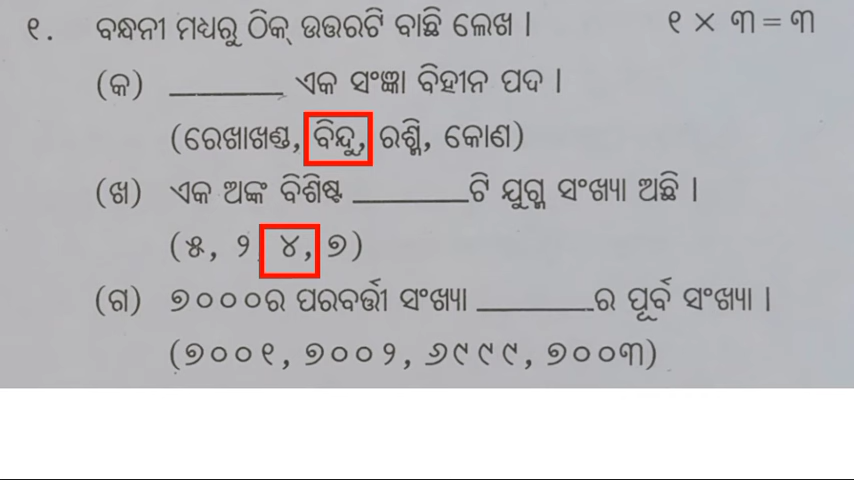 ୧. ବନ୍ଧନୀ ମଧ୍ୟରୁ ଠିକ୍ ଉତ୍ତରଟି ବାଛି ଲେଖ । ୧ × ୩ = ୩
(କ) ________ ଏକ ସଂଜ୍ଞା ବିହୀନ ପଦ ।
(ରେଖାଖଣ୍ଡ, ବିନ୍ଦୁ, ରଶ୍ମି, କୋଣ)
(ଖ) ଏକ ଅଙ୍କ ବିଶିଷ୍ଟ ________ଟି ଯୁଗ୍ମ ସଂଖ୍ୟା ଅଛି ।
(୫, ୨ ୪, ୭)
(ଗ) ୭୦୦୦ର ପରବର୍ତ୍ତୀ ସଂଖ୍ୟା ________ର ପୂର୍ବ ସଂଖ୍ୟା ।
(୭୦୦୧, ୭୦୦୨, ୬୯୯୯, ୭୦୦୩)